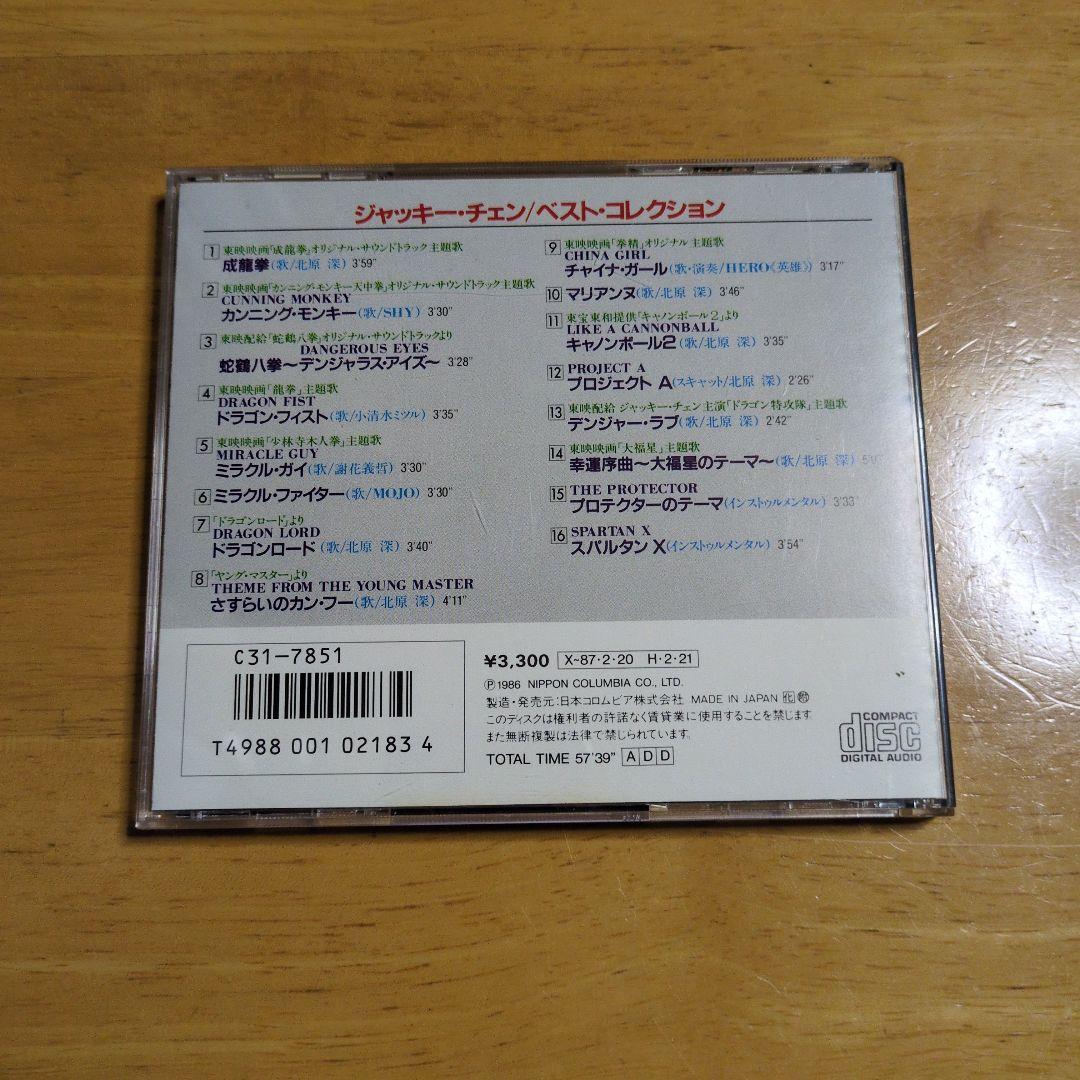 ジャッキー・チェン/ベスト・コレクション
1 東映映画「成龍拳」オリジナル・サウンドトラック主題歌
成龍拳(歌/北原 深) 3'59"
2 東映映画「カンニング・モンキー天中拳」オリジナル・サウンドトラック主題歌
CUNNING MONKEY
カンニング・モンキー(歌/SHY) 3'30"
3 東映配給「蛇鶴八拳」オリジナル・サウンドトラックより
DANGEROUS EYES
蛇鶴八拳〜デンジャラス・アイズ〜 3'28"
4 東映映画「龍拳」主題歌
DRAGON FIST
ドラゴン・フィスト(歌/小清水ミツル) 3'35"
5 東映映画「少林寺木人拳」主題歌
MIRACLE GUY
ミラクル・ガイ(歌/謝花義哲) 3'30"
6 ミラクル・ファイター(歌/MOJO) 3'30"
7 「ドラゴンロード」より
DRAGON LORD
ドラゴンロード(歌/北原 深) 3'40"
8 「ヤング・マスター」より
THEME FROM THE YOUNG MASTER
さすらいのカン・フー(歌/北原 深) 4'11"
9 東映映画「拳精」オリジナル主題歌
CHINA GIRL
チャイナ・ガール(歌・演奏/HERO《英雄》) 3'17"
10 マリアンヌ(歌/北原 深) 3'46"
11 東宝東和提供「キャノンボール2」より
LIKE A CANNONBALL
キャノンボール2(歌/北原 深) 3'35"
12 PROJECT A
プロジェクト A(スキャット/北原 深) 2'26"
13 東映配給 ジャッキー・チェン主演「ドラゴン特攻隊」主題歌
デンジャー・ラブ(歌/北原 深) 2'42"
14 東映映画「大福星」主題歌
幸運序曲〜大福星のテーマ〜(歌/北原 深)
15 THE PROTECTOR
プロテクターのテーマ(インストゥルメンタル) 3'33"
16 SPARTAN X
スパルタン X(インストゥルメンタル) 3'54"
C31-7851
T4988 001 02183 4
¥3,300 X-87・2・20 H・2・21
Ⓟ1986 NIPPON COLUMBIA CO., LTD.
製造・発売元:日本コロムビア株式会社 MADE IN JAPAN
このディスクは権利者の許諾なく賃貸業に使用することを禁じます
また無断複製は法律で禁じられています。
TOTAL TIME 57'39" A D D
COMPACT
disc
DIGITAL AUDIO